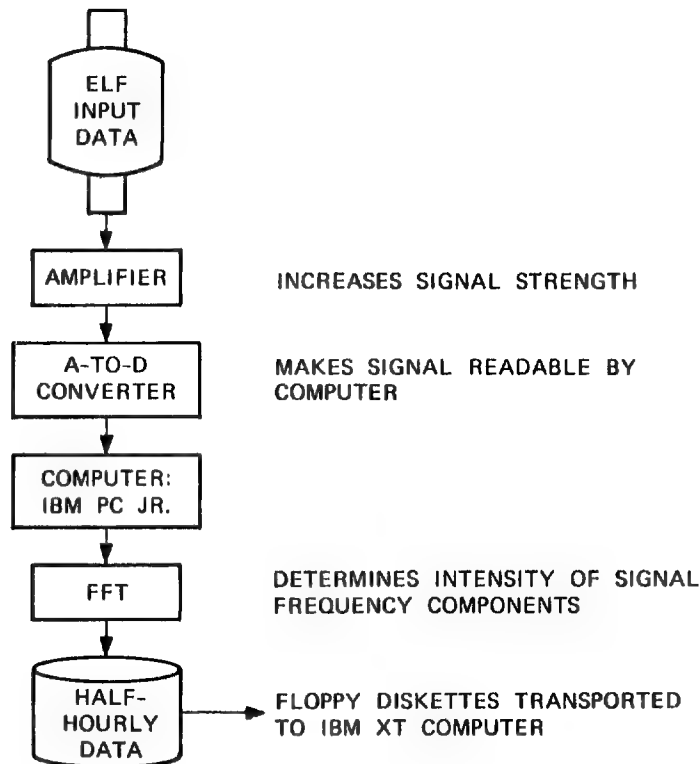 ELF
INPUT
DATA
AMPLIFIER
INCREASES SIGNAL STRENGTH
A-TO-D
CONVERTER
MAKES SIGNAL READABLE BY
COMPUTER
COMPUTER:
IBM PC JR.
FFT
DETERMINES INTENSITY OF SIGNAL
FREQUENCY COMPONENTS
HALF-
HOURLY
DATA
FLOPPY DISKETTES TRANSPORTED
TO IBM XT COMPUTER